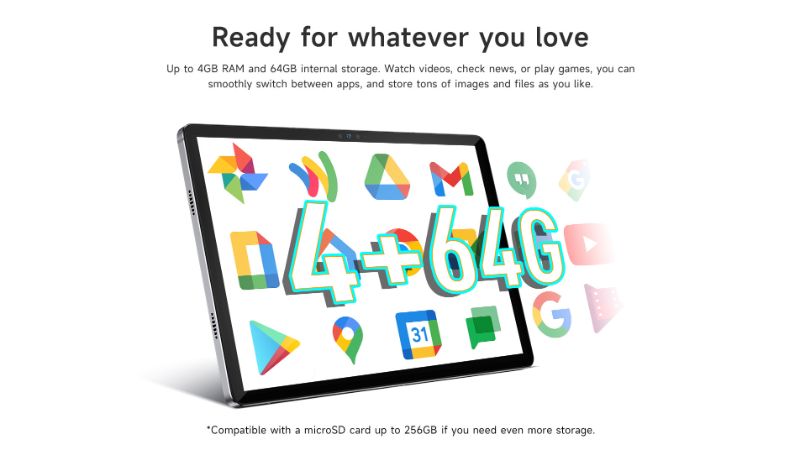 Ready for whatever you love
Up to 4GB RAM and 64GB internal storage. Watch videos, check news, or play games, you can
smoothly switch between apps, and store tons of images and files as you like.
4+64G
31
*Compatible with a microSD card up to 256GB if you need even more storage.